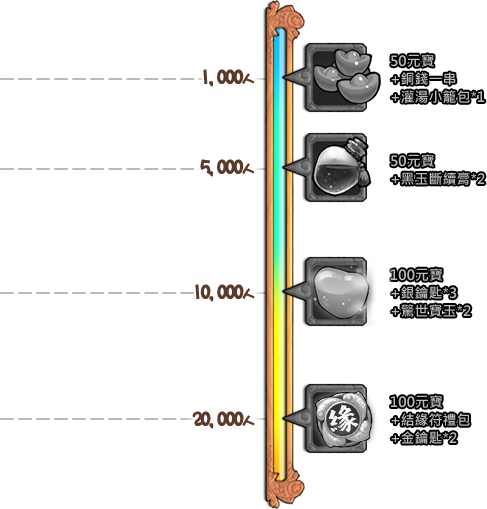 1,000人
50元寶
+銅錢一串
+灌湯小籠包*1
5,000人
50元寶
+黑玉斷續膏*2
10,000人
100元寶
+銀鑰匙*3
+驚世寶玉*2
20,000人
緣
100元寶
+結緣符禮包
+金鑰匙*2